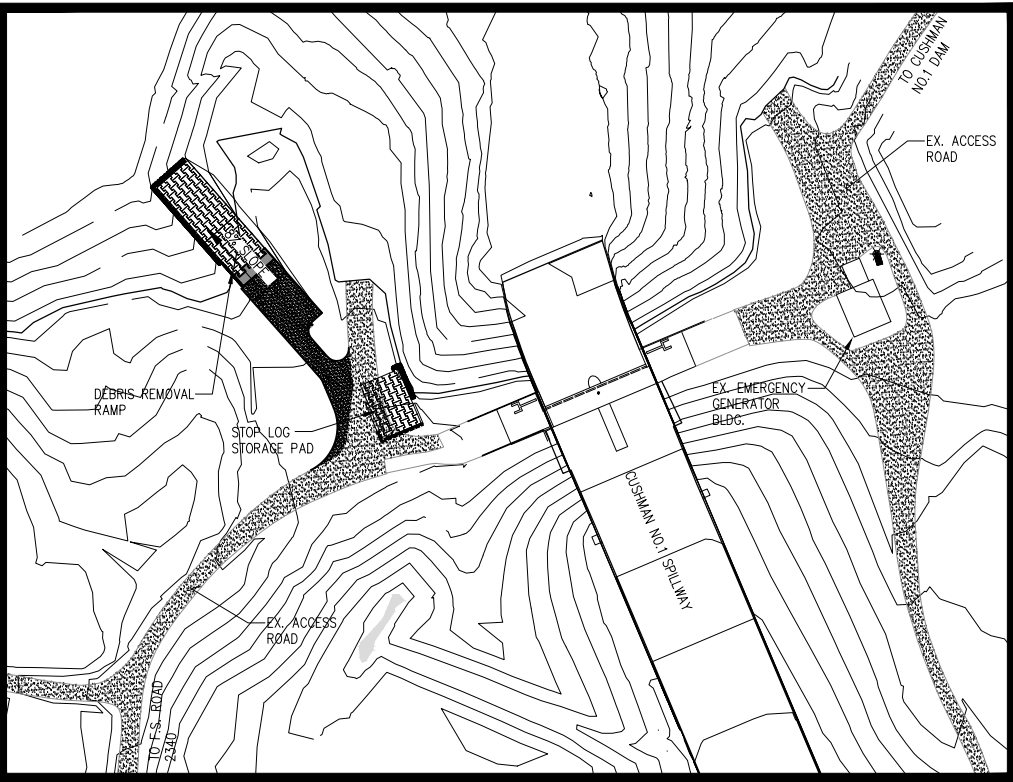 TO CUSHMAN
NO.1 DAM
EX. ACCESS
ROAD
DEBRIS REMOVAL
RAMP
STOP LOG
STORAGE PAD
EX. EMERGENCY
GENERATOR
BLDG.
CUSHMAN NO.1 SPILLWAY
EX. ACCESS
ROAD
TO F.S. ROAD
2340